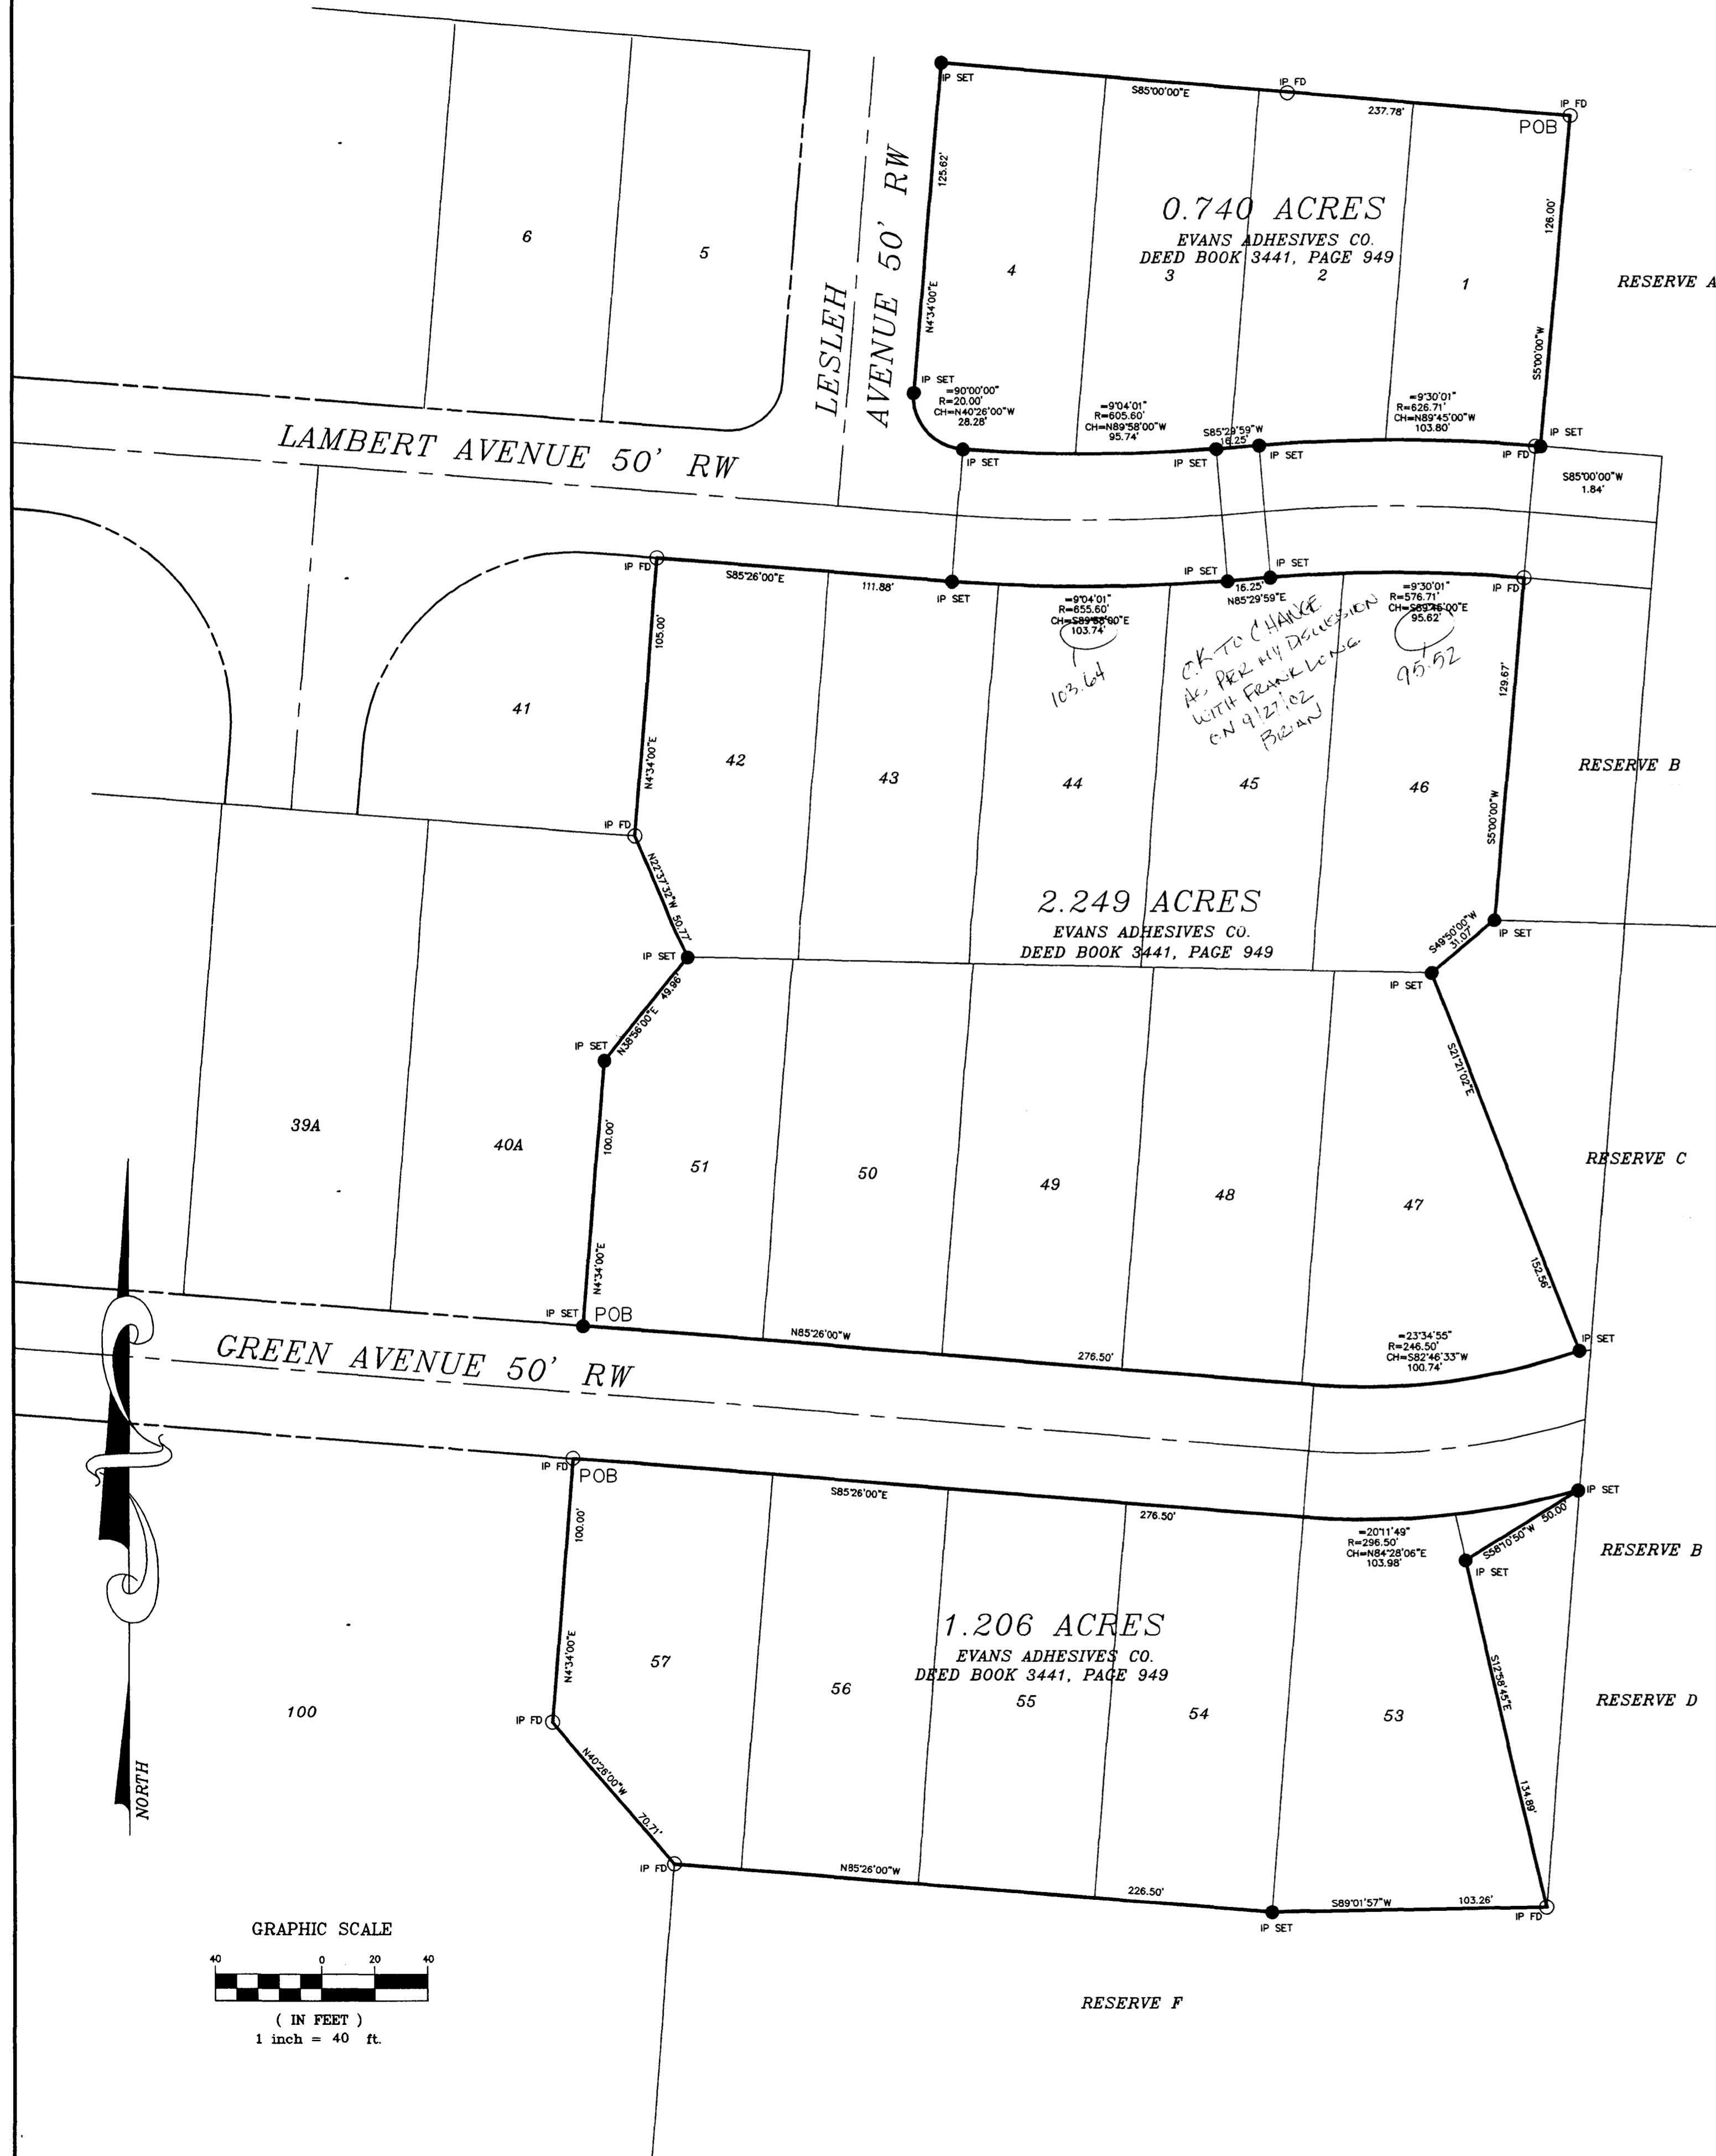 IP SET
S85°00'00"E
IP FD
237.78'
IP FD
POB
125.62'
N4°34'00"E
126.00'
S5°00'00"W
0.740 ACRES
EVANS ADHESIVES CO.
DEED BOOK 3441, PAGE 949
6
5
4
3
2
1
RESERVE A
LESLEH
AVENUE 50' RW
IP SET
=90°00'00"
R=20.00'
CH=N40°26'00"W
28.28'
=9°04'01"
R=605.60'
CH=N89°58'00"W
95.74'
S85°29'59"W
16.25'
=9°30'01"
R=626.71'
CH=N89°45'00"W
103.80'
IP SET
IP SET
IP SET
IP FD
IP SET
S85°00'00"W
1.84'
LAMBERT AVENUE 50' RW
IP FD
S85°26'00"E
111.88'
IP SET
=9°04'01"
R=655.60'
103.74'
103.64
IP SET
16.25'
N85°29'59"E
IP SET
=9°30'01"
R=576.71'
95.62'
95.52
IP FD
O.K. TO CHANGE
AS PER MY DISCUSSION
WITH FRANK LONG
ON 9/27/02
BRIAN
105.00'
N4°34'00"E
129.67'
S5°00'00"W
41
42
43
44
45
46
RESERVE B
IP FD
N22°37'32"W 50.77'
2.249 ACRES
EVANS ADHESIVES CO.
DEED BOOK 3441, PAGE 949
S49°50'00"W
31.07'
IP SET
IP SET
IP SET
N38°56'00"E 49.96'
IP SET
S21°21'02"E
152.56'
100.00'
N4°34'00"E
39A
40A
51
50
49
48
47
RESERVE C
IP SET
POB
N85°26'00"W
276.50'
=23°34'55"
R=246.50'
CH=S82°46'33"W
100.74'
IP SET
GREEN AVENUE 50' RW
IP FD
POB
S85°26'00"E
276.50'
=20°11'49"
R=296.50'
CH=N84°28'06"E
103.98'
S58°10'50"W 50.00'
IP SET
IP SET
RESERVE B
100.00'
N4°34'00"E
1.206 ACRES
EVANS ADHESIVES CO.
DEED BOOK 3441, PAGE 949
S12°58'45"E
134.89'
100
57
56
55
54
53
RESERVE D
IP FD
N40°26'00"W
70.71'
IP FD
N85°26'00"W
226.50'
S89°01'57"W
103.26'
IP SET
IP FD
NORTH
GRAPHIC SCALE
40 0 20 40
( IN FEET )
1 inch = 40 ft.
RESERVE F